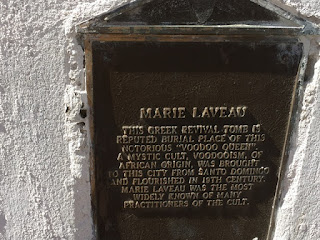 MARIE LAVEAU
THIS GREEK REVIVAL TOMB IS
REPUTED BURIAL PLACE OF THIS
NOTORIOUS "VOODOO QUEEN".
A MYSTIC CULT, VOODOOISM, OF
AFRICAN ORIGIN, WAS BROUGHT
TO THIS CITY FROM SANTO DOMINGO
AND FLOURISHED IN 19TH CENTURY.
MARIE LAVEAU WAS THE MOST
WIDELY KNOWN OF MANY
PRACTITIONERS OF THE CULT.